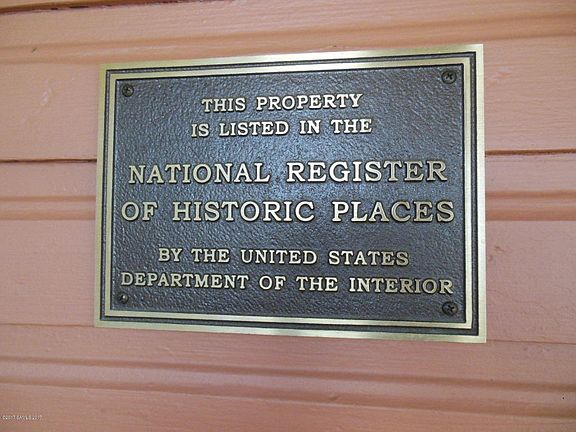 THIS PROPERTY
IS LISTED IN THE
NATIONAL REGISTER
OF HISTORIC PLACES
BY THE UNITED STATES
DEPARTMENT OF THE INTERIOR